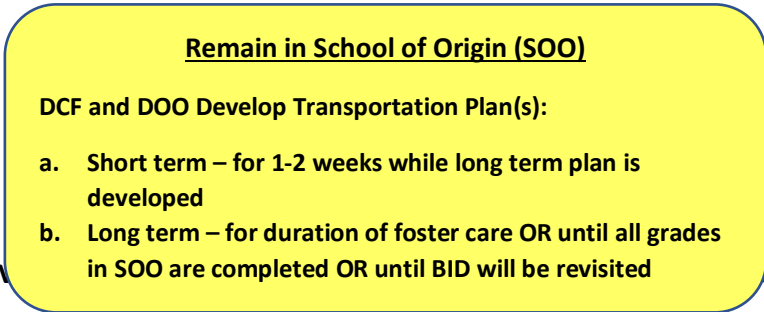 Remain in School of Origin (SOO)
DCF and DOO Develop Transportation Plan(s):
a. Short term – for 1-2 weeks while long term plan is
developed
b. Long term – for duration of foster care OR until all grades
in SOO are completed OR until BID will be revisited